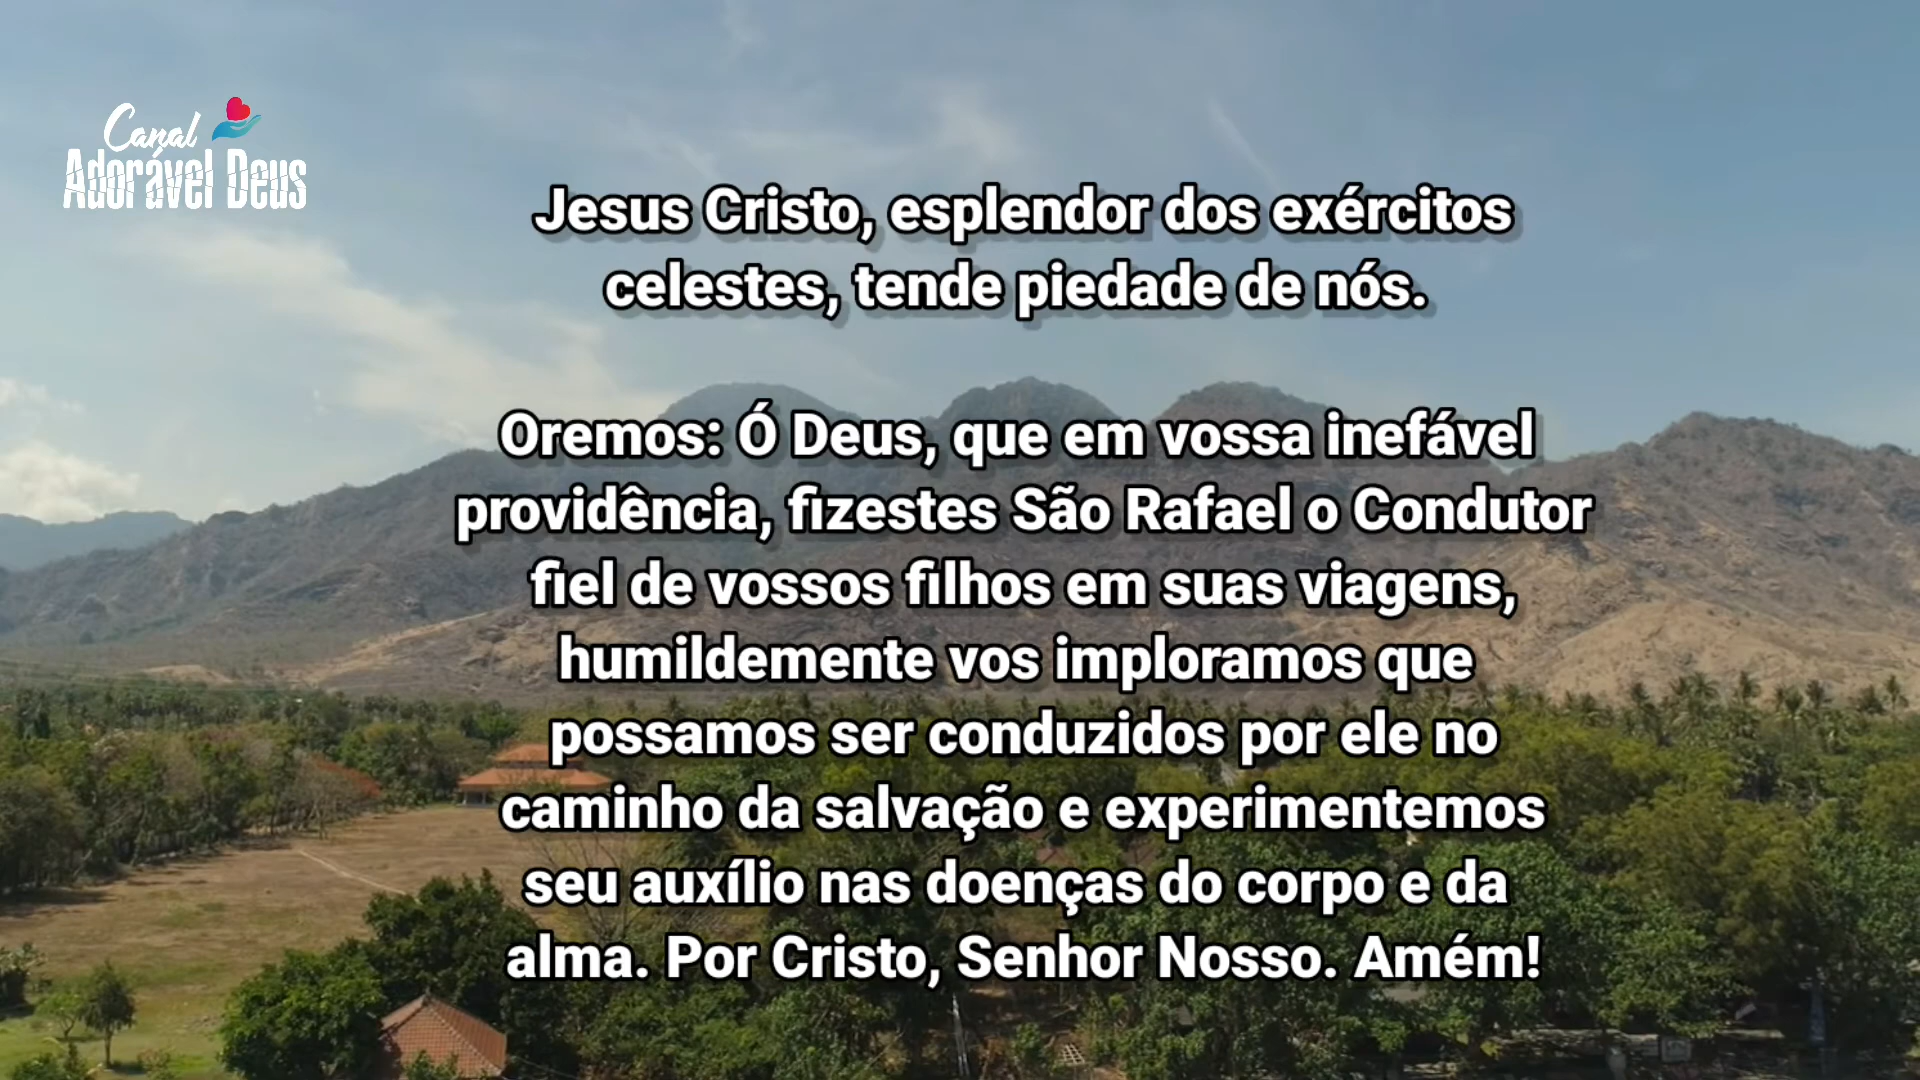 Canal
Adorável Deus
Jesus Cristo, esplendor dos exércitos
celestes, tende piedade de nós.
Oremos: Ó Deus, que em vossa inefável
providência, fizestes São Rafael o Condutor
fiel de vossos filhos em suas viagens,
humildemente vos imploramos que
possamos ser conduzidos por ele no
caminho da salvação e experimentemos
seu auxílio nas doenças do corpo e da
alma. Por Cristo, Senhor Nosso. Amém!